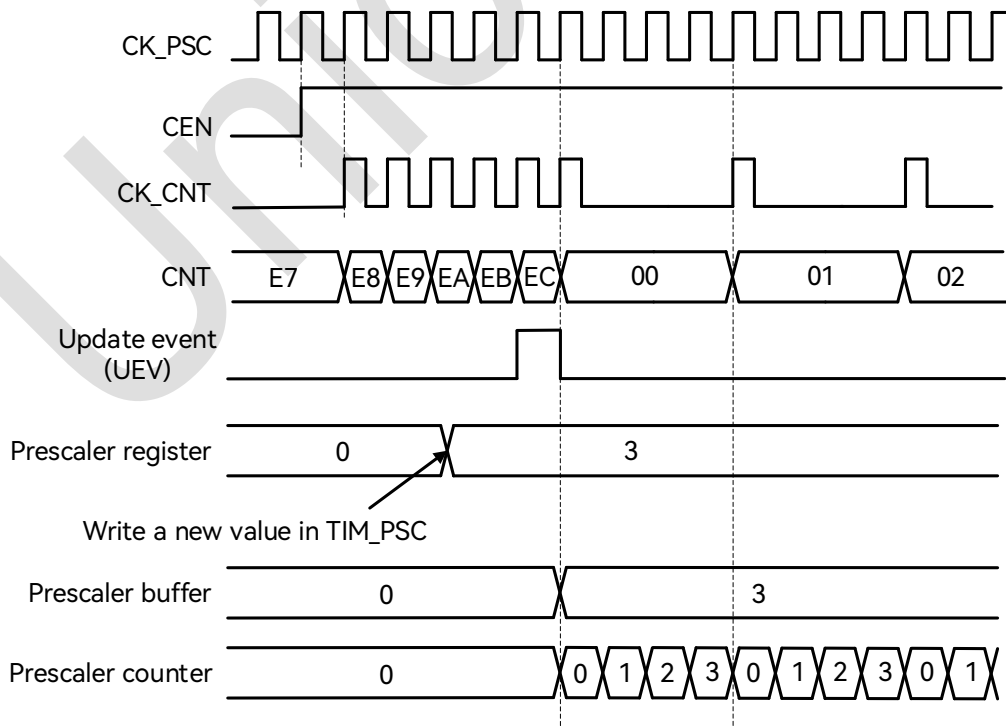 CK_PSC
CEN
CK_CNT
CNT E7 E8 E9 EA EB EC 00 01 02
Update event
(UEV)
Prescaler register 0 3
Write a new value in TIM_PSC
Prescaler buffer 0 3
Prescaler counter 0 0 1 2 3 0 1 2 3 0 1
Unic